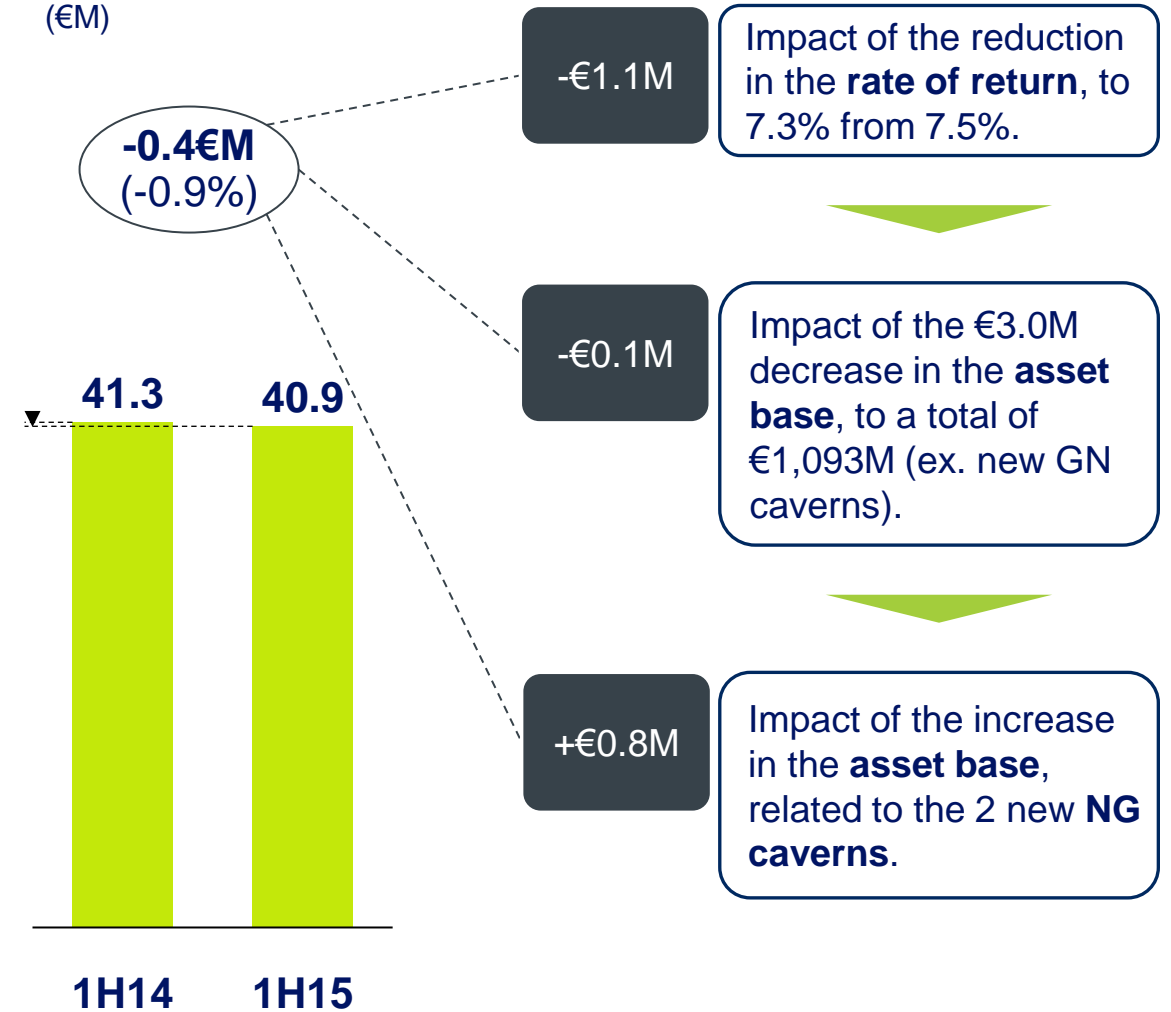 (€M)
-0.4€M
(-0.9%)
41.3
40.9
1H14
1H15
-€1.1M
Impact of the reduction
in the rate of return, to
7.3% from 7.5%.
-€0.1M
Impact of the €3.0M
decrease in the asset
base, to a total of
€1,093M (ex. new GN
caverns).
+€0.8M
Impact of the increase
in the asset base,
related to the 2 new NG
caverns.